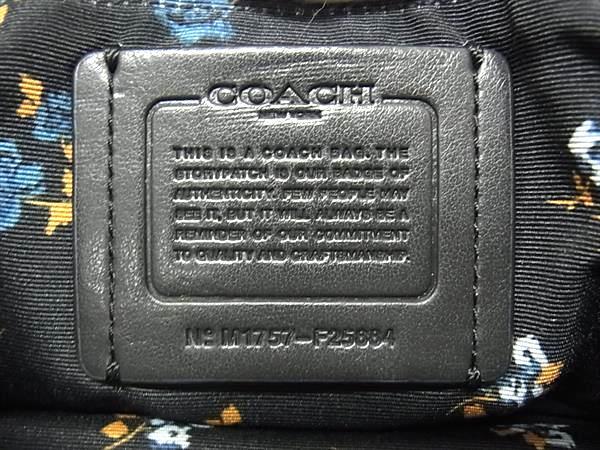 COACH
NEW YORK
THIS IS A COACH BAG. THE
STORYPATCH IS OUR BADGE OF
AUTHENTICITY. FEW PEOPLE MAY
SEE IT, BUT IT WILL ALWAYS BE A
REMINDER OF OUR COMMITMENT
TO QUALITY AND CRAFTSMANSHIP.
Nº M1757-F25884